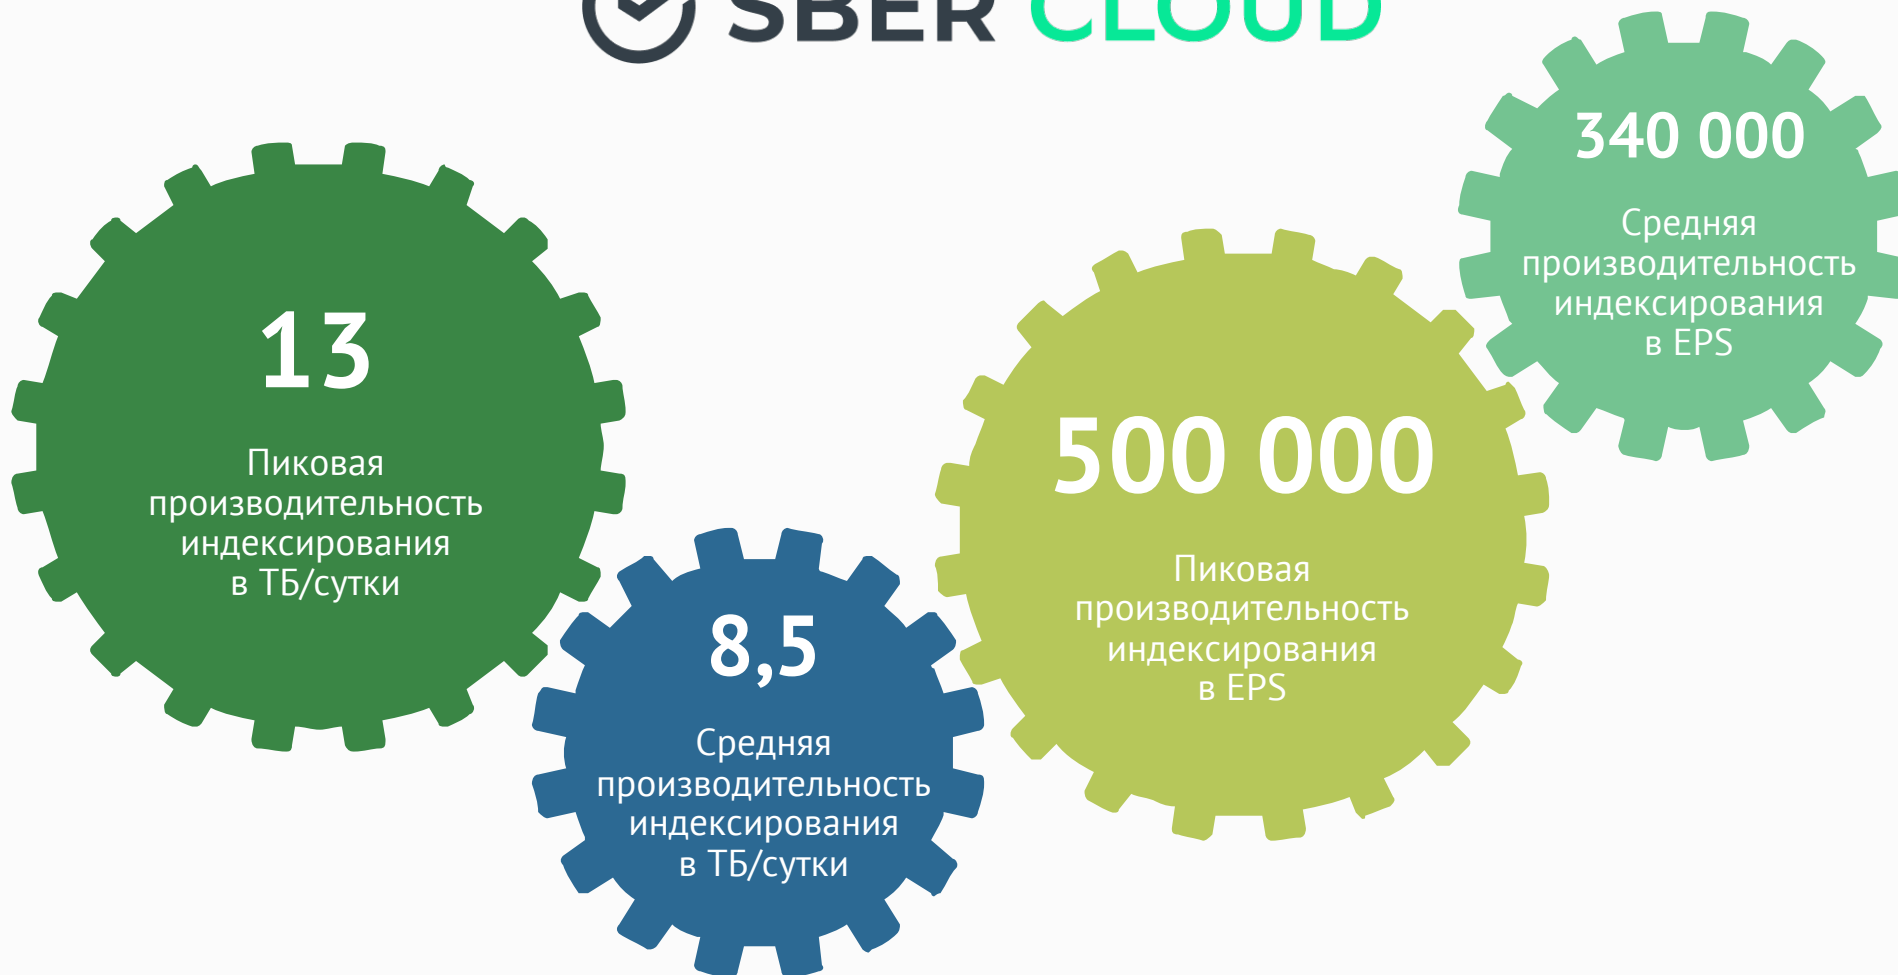 SBER CLOUD
13
Пиковая
производительность
индексирования
в ТБ/сутки
8,5
Средняя
производительность
индексирования
в ТБ/сутки
500 000
Пиковая
производительность
индексирования
в EPS
340 000
Средняя
производительность
индексирования
в EPS